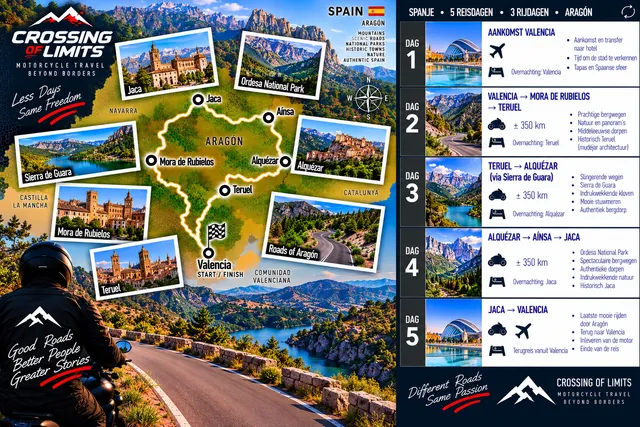 CROSSING
OF LIMITS
MOTORCYCLE TRAVEL
BEYOND BORDERS
Less Days
Same Freedom
SPAIN
ARAGÓN
MOUNTAINS
SCENIC ROADS
NATIONAL PARKS
HISTORIC TOWNS
NATURE
AUTHENTIC SPAIN
N
W
E
S
Jaca
Ordesa National Park
NAVARRA
Jaca
Aínsa
ARAGÓN
Sierra de Guara
Mora de Rubielos
Alquézar
Alquézar
CASTILLA
LA MANCHA
Teruel
CATALUNYA
Mora de Rubielos
Roads of Aragón
Teruel
Valencia
START / FINISH
COMUNIDAD
VALENCIANA
Good Roads
Better People
Greater Stories
SPANJE • 5 REISDAGEN • 3 RIJDAGEN • ARAGÓN
DAG
1
AANKOMST VALENCIA
Overnachting: Valencia
• Aankomst en transfer
naar hotel
• Tijd om de stad te verkennen
• Tapas en Spaanse sfeer
DAG
2
VALENCIA → MORA DE RUBIELOS
→ TERUEL
± 350 km
Overnachting: Teruel
• Prachtige bergwegen
• Natuur en panorama's
• Middeleeuwse dorpen
• Historisch Teruel
(mudéjar architectuur)
DAG
3
TERUEL → ALQUÉZAR
(via Sierra de Guara)
± 350 km
Overnachting: Alquézar
• Slingerende wegen
• Sierra de Guara
• Indrukwekkende kloven
• Mooie stuwmeren
• Authentiek bergdorp
DAG
4
ALQUÉZAR → AÍNSA → JACA
± 350 km
Overnachting: Jaca
• Ordesa National Park
• Spectaculaire bergwegen
• Authentieke dorpen
• Indrukwekkende natuur
• Historisch Jaca
DAG
5
JACA → VALENCIA
Terugreis vanuit Valencia
• Laatste mooie rijden
door Aragón
• Terug naar Valencia
• Inleveren van de motor
• Einde van de reis
Different Roads
Same Passion
CROSSING OF LIMITS
MOTORCYCLE TRAVEL
BEYOND BORDERS